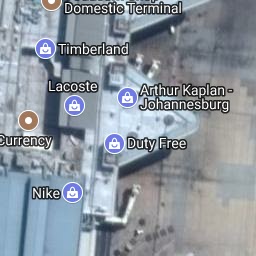 Domestic Terminal
Timberland
Lacoste
Arthur Kaplan -
Johannesburg
Currency
Duty Free
Nike